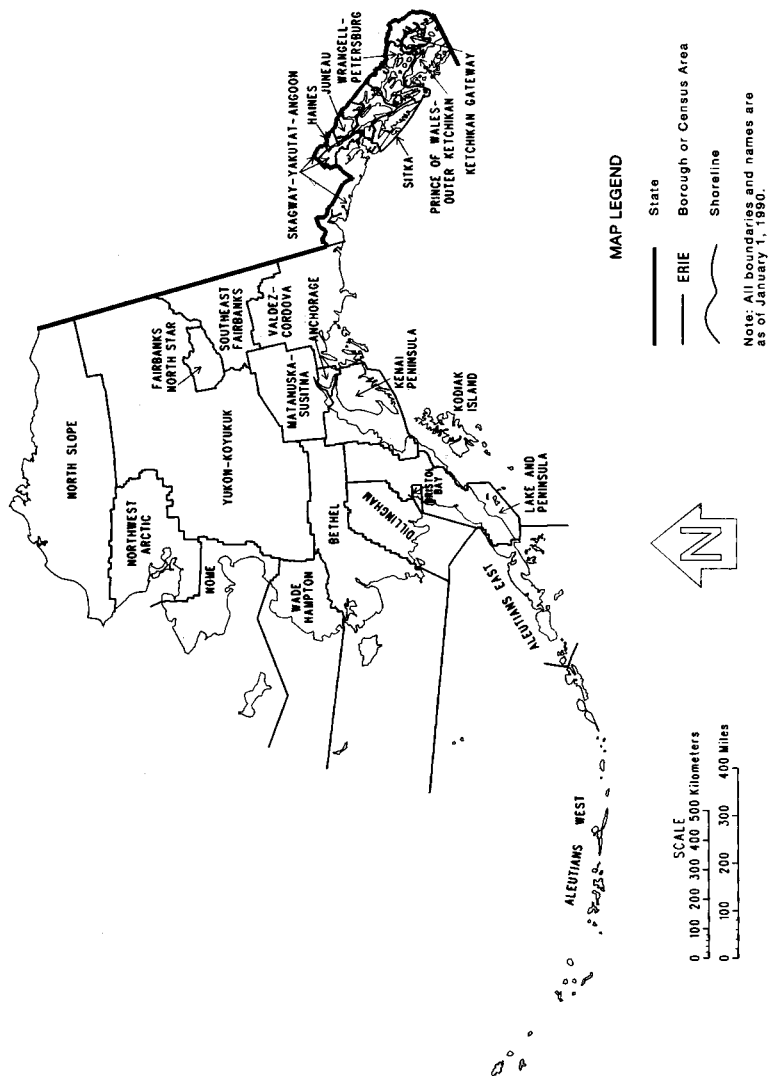 NORTH SLOPE
NORTHWEST
ARCTIC
NOME
YUKON-KOYUKUK
FAIRBANKS
NORTH STAR
SOUTHEAST
FAIRBANKS
WADE
HAMPTON
BETHEL
MATANUSKA-
SUSITNA
VALDEZ-
CORDOVA
ANCHORAGE
KENAI
PENINSULA
DILLINGHAM
BRISTOL
BAY
KODIAK
ISLAND
LAKE AND
PENINSULA
ALEUTIANS EAST
ALEUTIANS WEST
SKAGWAY-YAKUTAT-ANGOON
HAINES
JUNEAU
WRANGELL-
PETERSBURG
SITKA
PRINCE OF WALES-
OUTER KETCHIKAN
KETCHIKAN GATEWAY
SCALE
0 100 200 300 400 500 Kilometers
0 100 200 300 400 Miles
N
MAP LEGEND
State
ERIE Borough or Census Area
Shoreline
Note: All boundaries and names are
as of January 1, 1990.